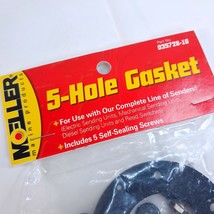 Part No.
035728-10
MOELLER
marine products
5-Hole Gasket
• For Use with Our Complete Line of Senders!
(Electric Sending Units, Mechanical Sending Units,
Diesel Sending Units and Reed Switches)
• Includes 5 Self-Sealing Screws